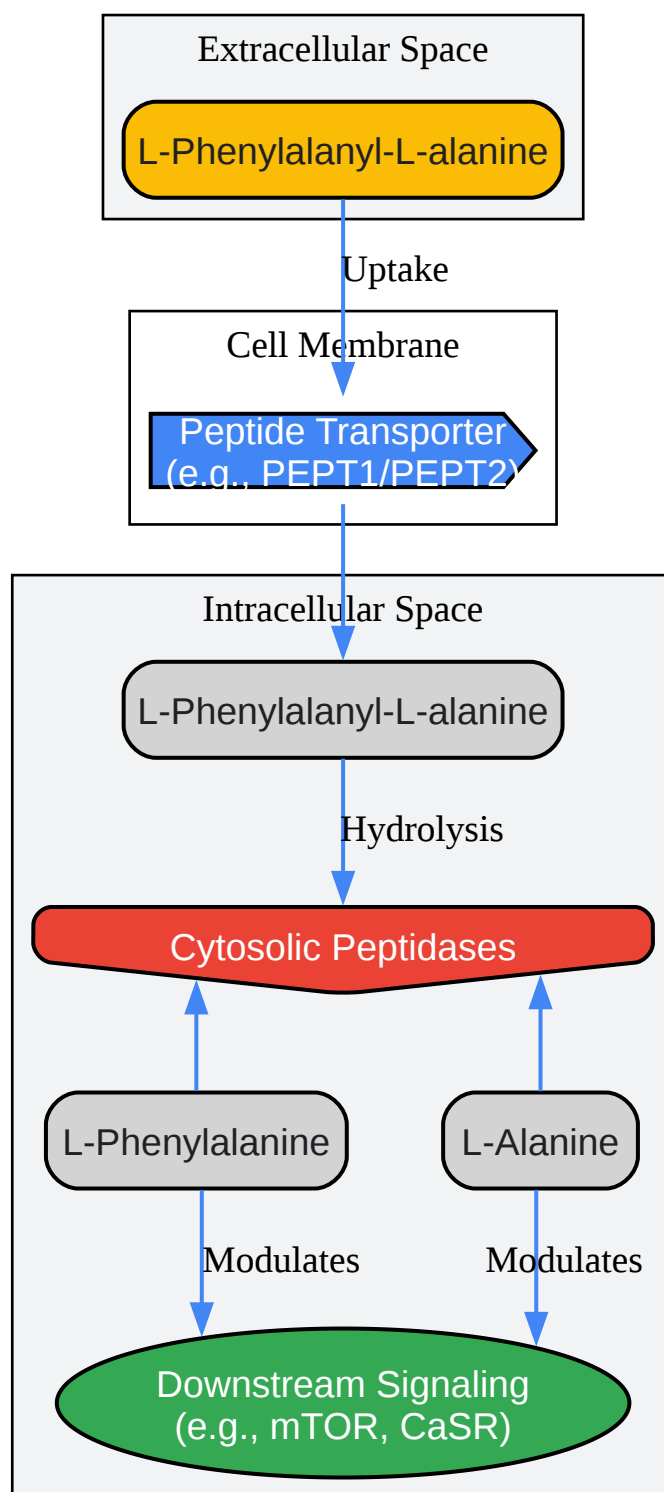 Extracellular Space
L-Phenylalanyl-L-alanine
Uptake
Cell Membrane
Peptide Transporter
(e.g., PEPT1/PEPT2)
Intracellular Space
L-Phenylalanyl-L-alanine
Hydrolysis
Cytosolic Peptidases
L-Phenylalanine
L-Alanine
Modulates
Modulates
Downstream Signaling
(e.g., mTOR, CaSR)